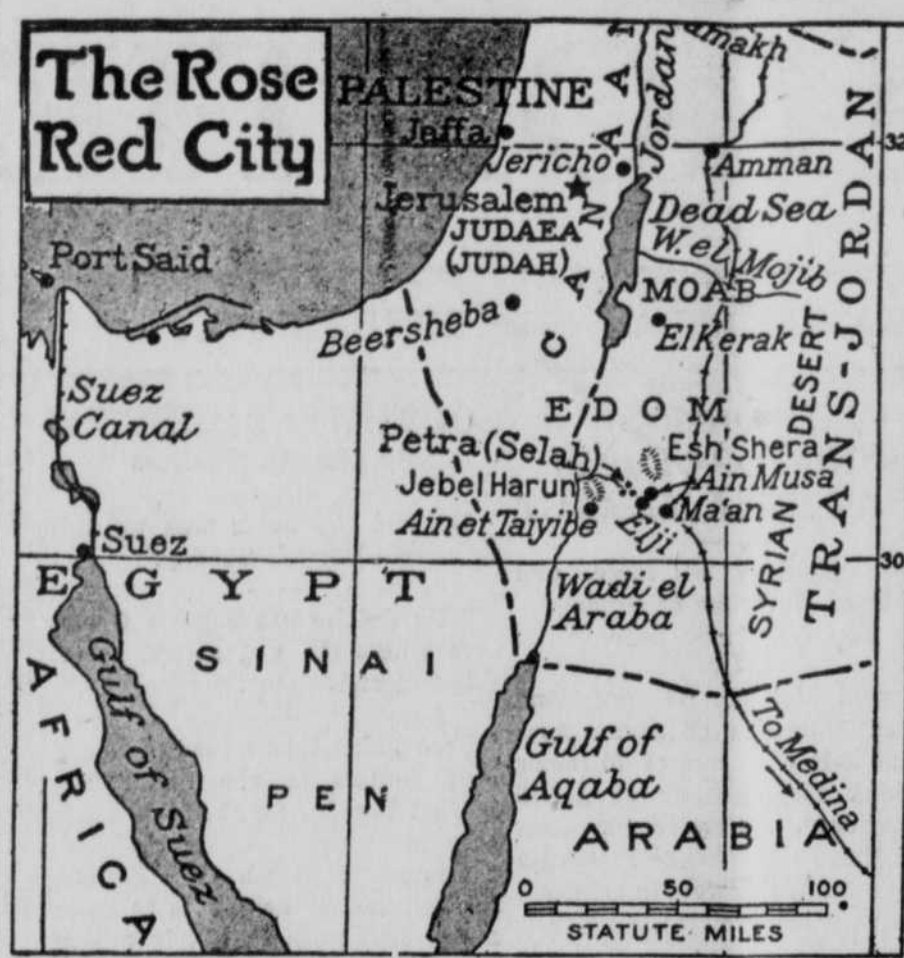 The Rose
Red City
PALESTINE
Jaffa
Jericho
Jordan
Amman
32
Jerusalem
JUDAEA
(JUDAH)
Dead Sea
W. el Mojib
CANAAN
MOAB
Port Said
Beersheba
El Kerak
Suez
Canal
EDOM
Petra (Selah)
Esh'Shera
Jebel Harun
Ain Musa
Ain et Taiyibe
Elji
Ma'an
SYRIAN DESERT
TRANS-JORDAN
Suez
30
EGYPT
Wadi el
Araba
SINAI
PEN
AFRICA
Gulf of Suez
Gulf of
Aqaba
To Medina
ARABIA
0 50 100
STATUTE MILES